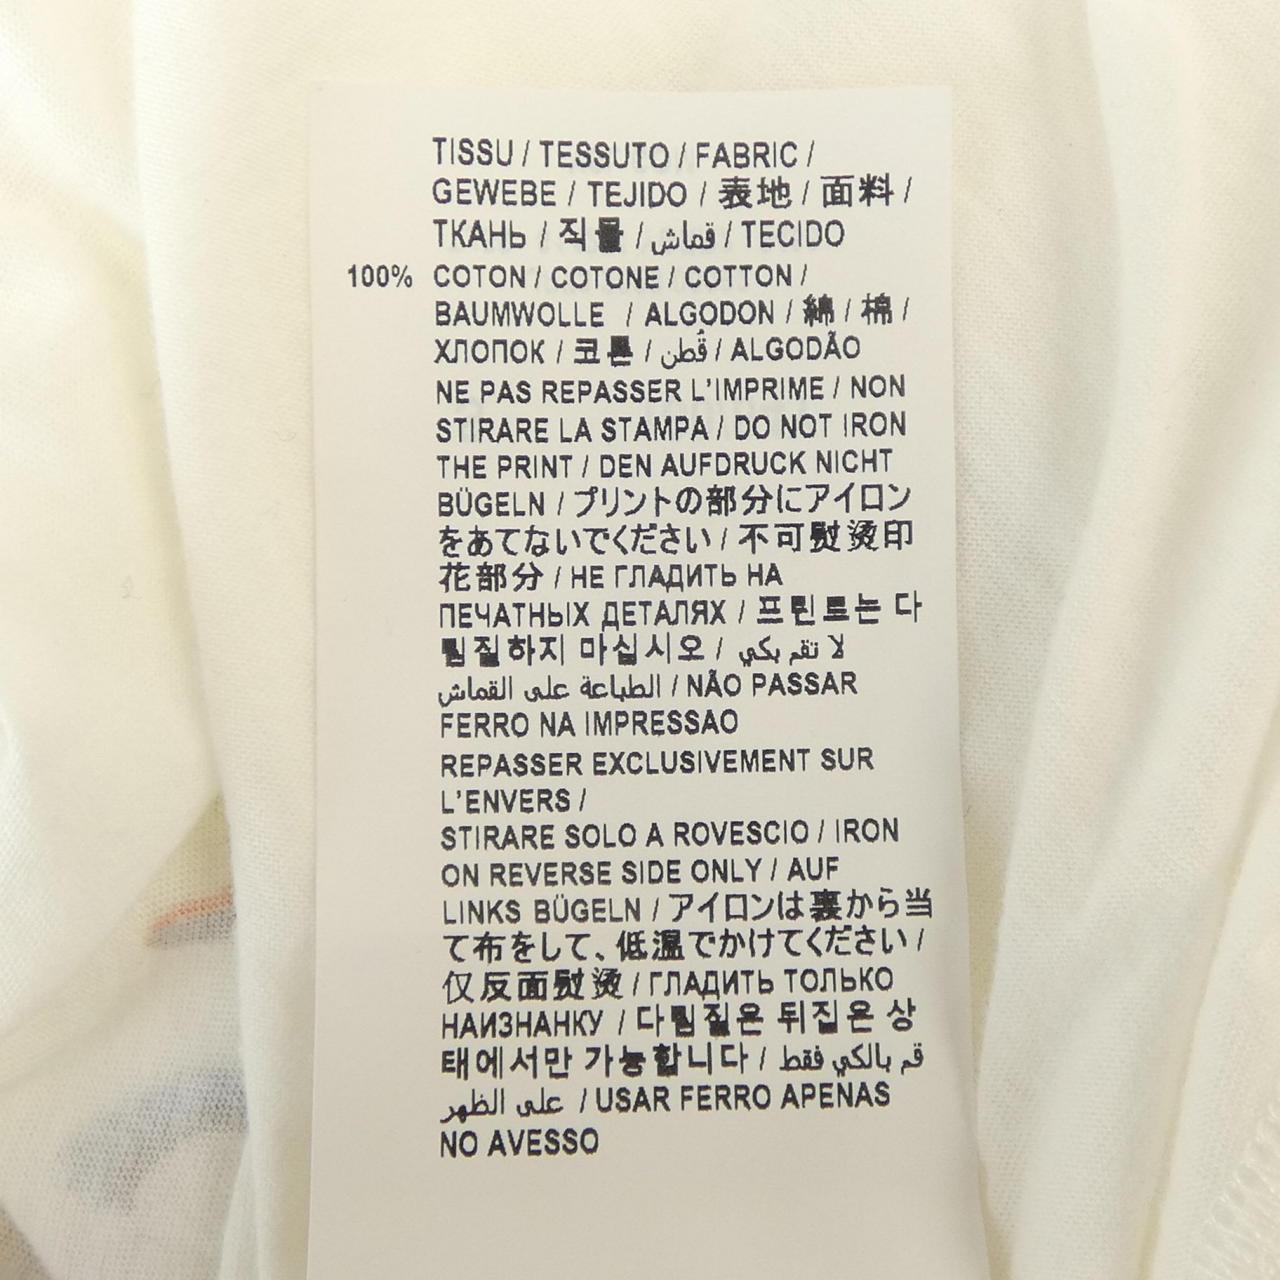 TISSU / TESSUTO / FABRIC /
GEWEBE / TEJIDO / 表地 / 面料 /
ТКАНЬ / 직물 / قماش / TECIDO
100% COTON / COTONE / COTTON /
BAUMWOLLE / ALGODON / 綿 / 棉 /
ХЛОПОК / 코튼 / قُطن / ALGODÃO
NE PAS REPASSER L'IMPRIME / NON
STIRARE LA STAMPA / DO NOT IRON
THE PRINT / DEN AUFDRUCK NICHT
BÜGELN / プリントの部分にアイロン
をあてないでください / 不可熨烫印
花部分 / НЕ ГЛАДИТЬ НА
ПЕЧАТНЫХ ДЕТАЛЯХ / 프린트는 다
림질하지 마십시오 / لا تقم بكي
الطباعة على القماش / NÃO PASSAR
FERRO NA IMPRESSAO
REPASSER EXCLUSIVEMENT SUR
L'ENVERS /
STIRARE SOLO A ROVESCIO / IRON
ON REVERSE SIDE ONLY / AUF
LINKS BÜGELN / アイロンは裏から当
て布をして、低温でかけてください /
仅反面熨烫 / ГЛАДИТЬ ТОЛЬКО
НАИЗНАНКУ / 다림질은 뒤집은 상
태에서만 가능합니다 / قم بالكي فقط
على الظهر / USAR FERRO APENAS
NO AVESSO